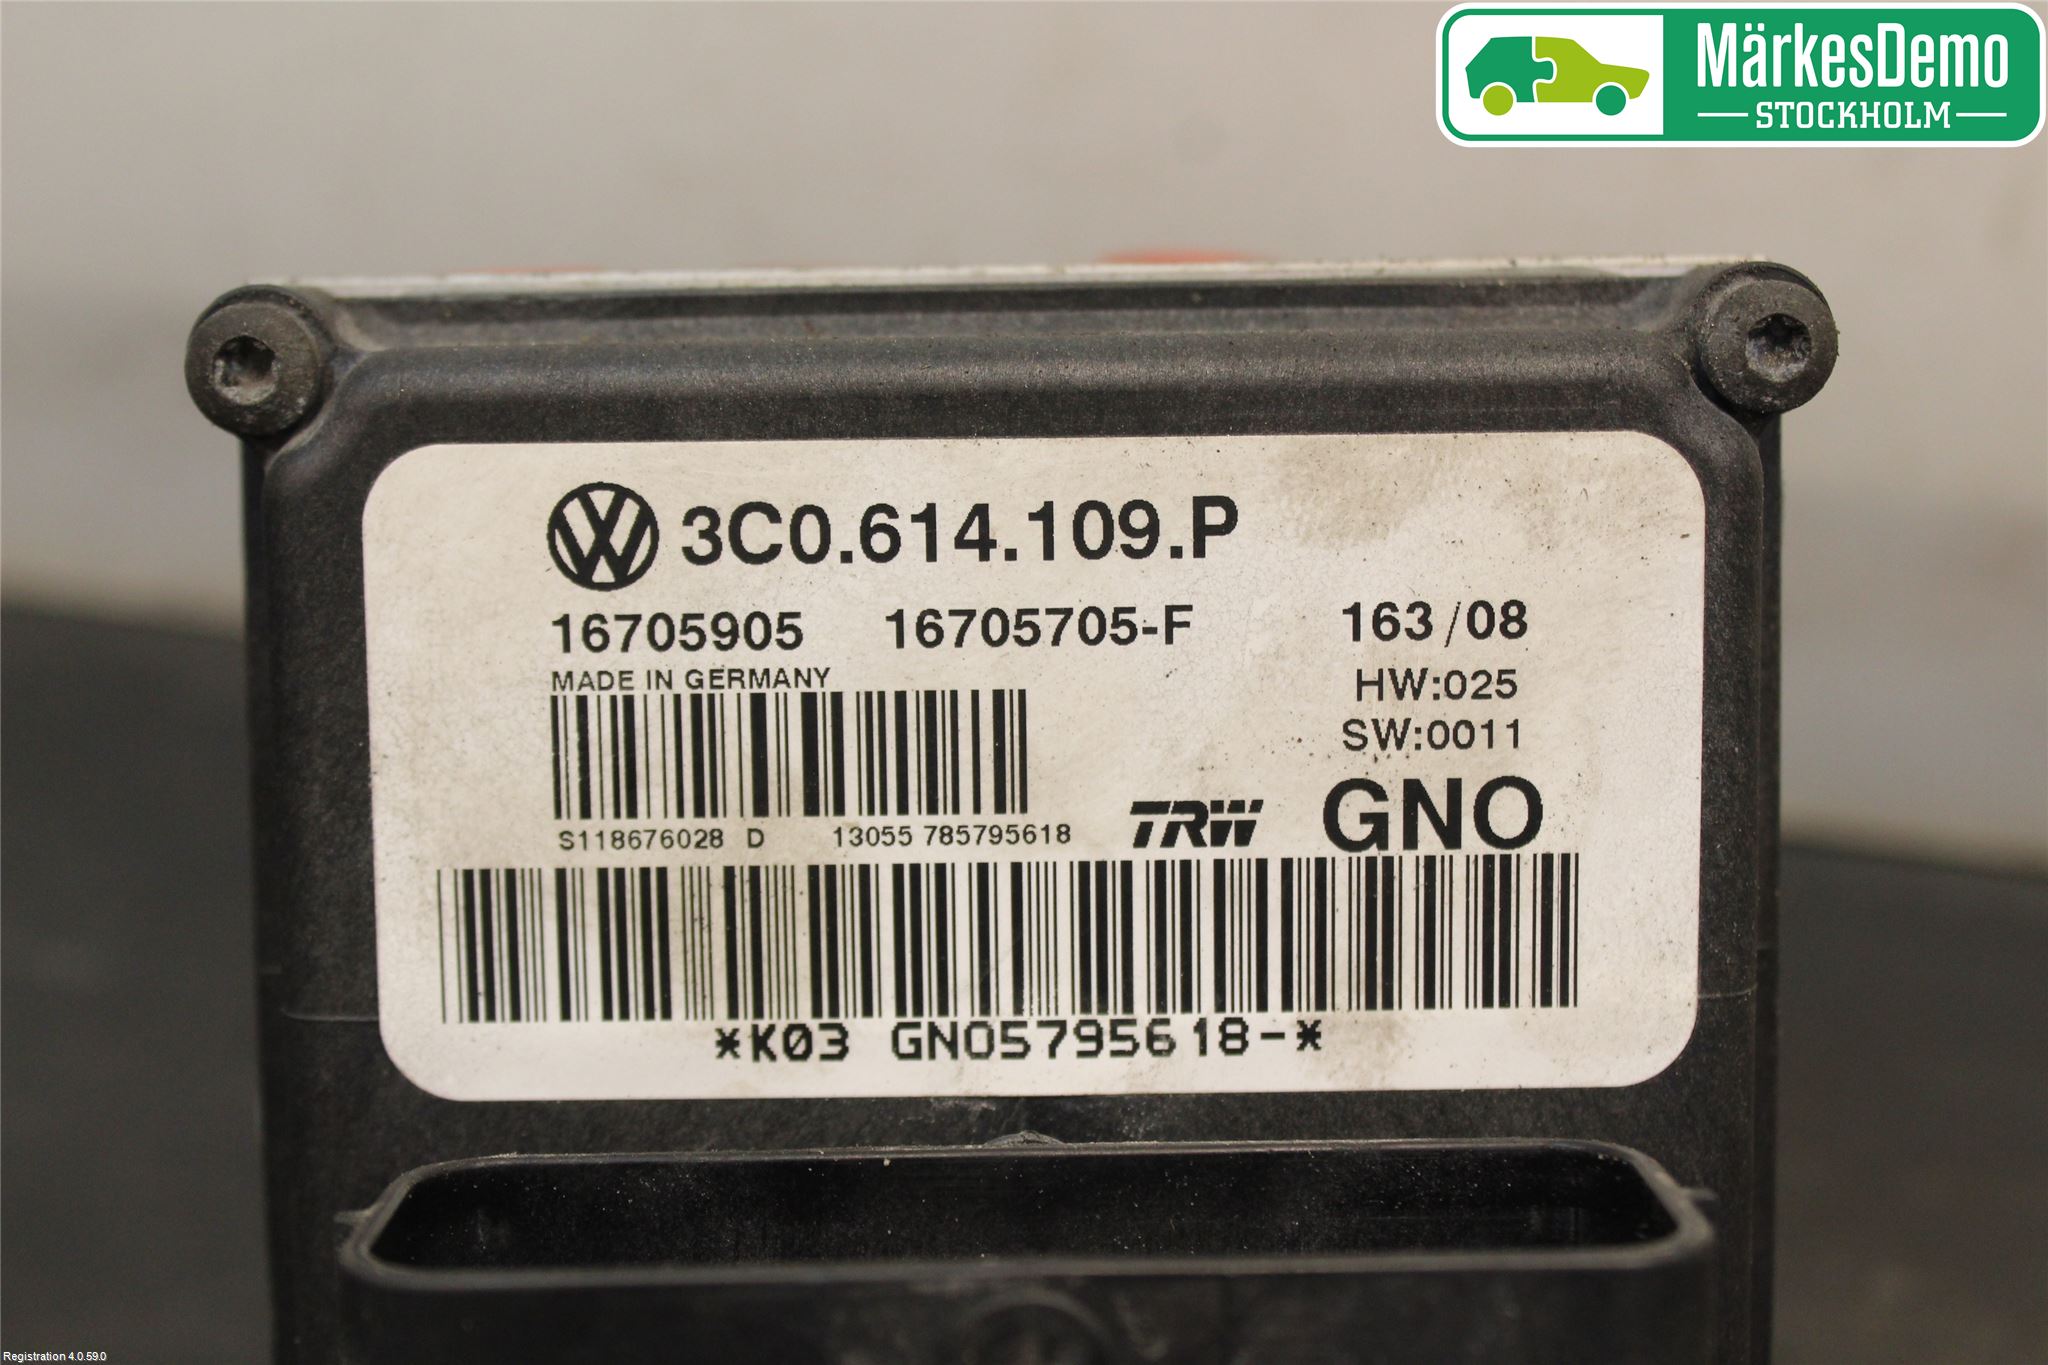 MärkesDemo
STOCKHOLM
3C0.614.109.P
16705905 16705705-F 163/08
MADE IN GERMANY HW:025
SW:0011
S118676028 D 13055 785795618 TRW GNO
*K03 GNO5795618-*
Registration 4.0.59.0